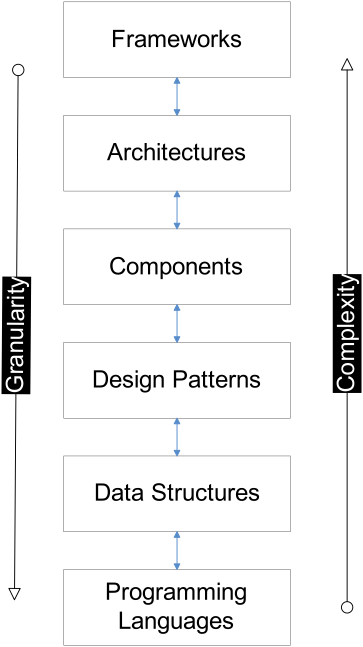 Frameworks
Architectures
Components
Granularity
Complexity
Design Patterns
Data Structures
Programming
Languages